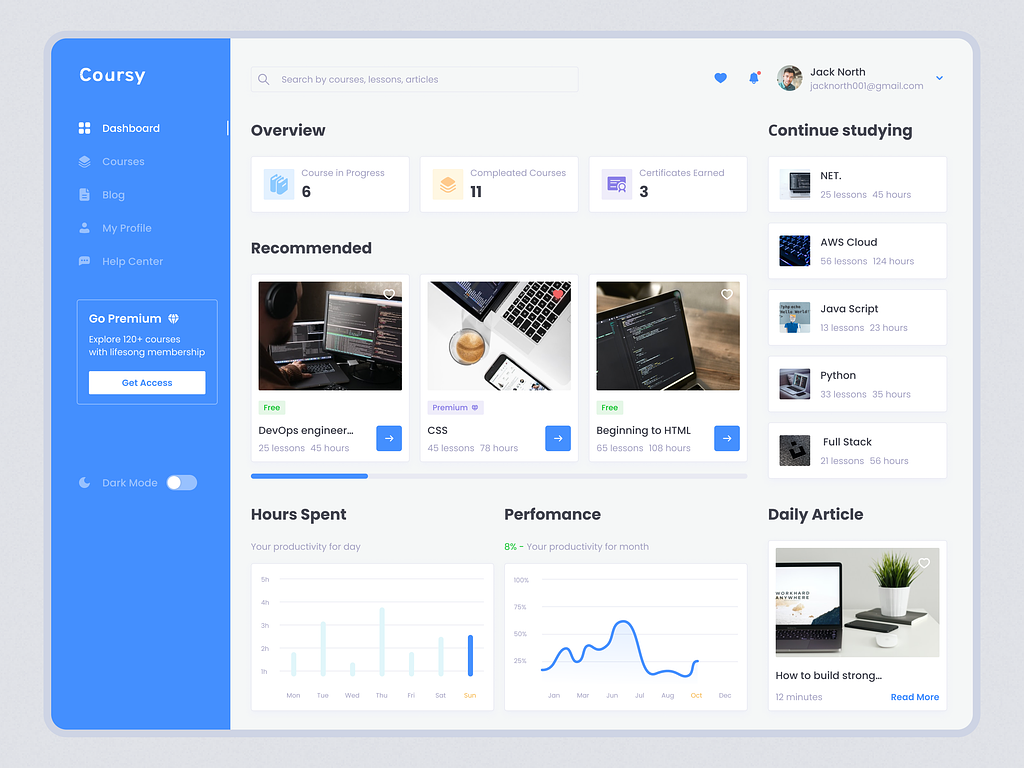 Coursy
Dashboard
Courses
Blog
My Profile
Help Center
Go Premium
Explore 120+ courses
with lifesong membership
Get Access
Dark Mode
Search by courses, lessons, articles
Jack North
jacknorth001@gmail.com
Overview
Course in Progress
6
Compleated Courses
11
Certificates Earned
3
Recommended
Free
DevOps engineer...
25 lessons 45 hours
Premium
CSS
45 lessons 78 hours
Free
Beginning to HTML
65 lessons 108 hours
Continue studying
NET.
25 lessons 45 hours
AWS Cloud
56 lessons 124 hours
Java Script
13 lessons 23 hours
Python
33 lessons 35 hours
Full Stack
21 lessons 56 hours
Hours Spent
Your productivity for day
5h
4h
3h
2h
1h
Mon Tue Wed Thu Fri Sat Sun
Perfomance
8% - Your productivity for month
100%
75%
50%
25%
Jan Mar Jun Jul Aug Oct Dec
Daily Article
WORKHARD
ANYWHERE
How to build strong...
12 minutes
Read More